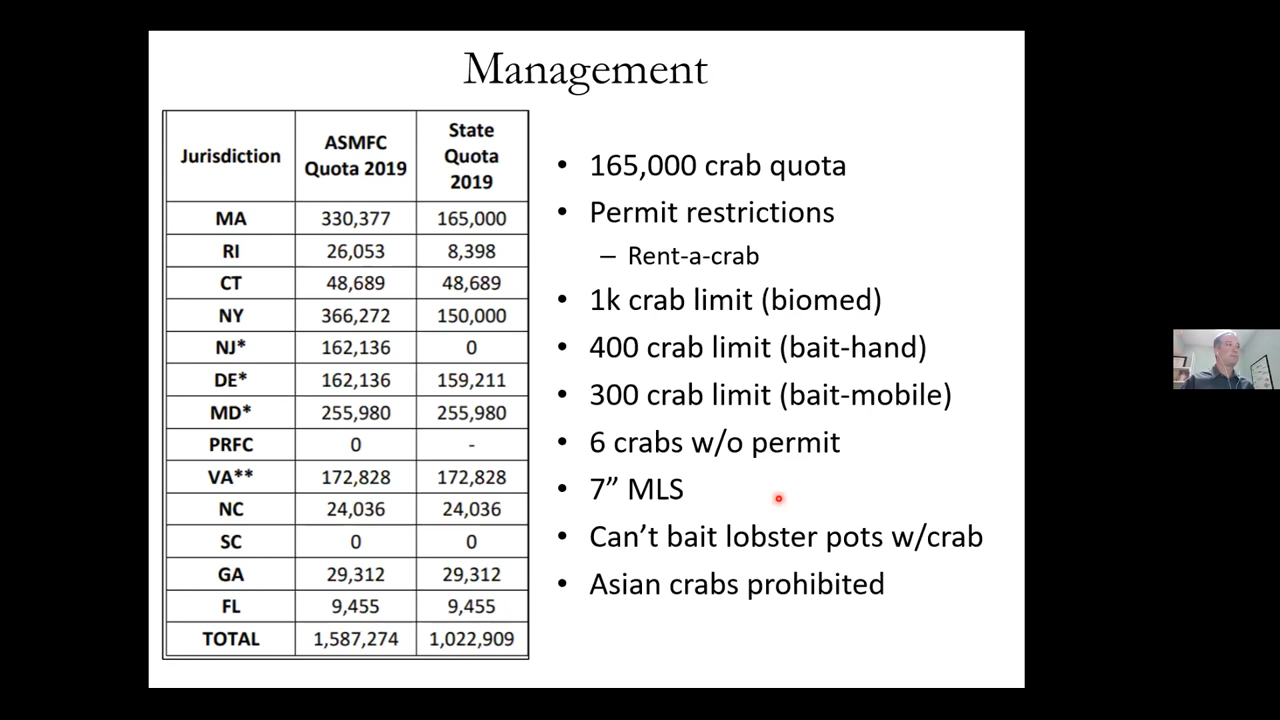 Management
Jurisdiction ASMFC Quota 2019 State Quota 2019
MA 330,377 165,000
RI 26,053 8,398
CT 48,689 48,689
NY 366,272 150,000
NJ* 162,136 0
DE* 162,136 159,211
MD* 255,980 255,980
PRFC 0 -
VA** 172,828 172,828
NC 24,036 24,036
SC 0 0
GA 29,312 29,312
FL 9,455 9,455
TOTAL 1,587,274 1,022,909
• 165,000 crab quota
• Permit restrictions
– Rent-a-crab
• 1k crab limit (biomed)
• 400 crab limit (bait-hand)
• 300 crab limit (bait-mobile)
• 6 crabs w/o permit
• 7” MLS
• Can’t bait lobster pots w/crab
• Asian crabs prohibited